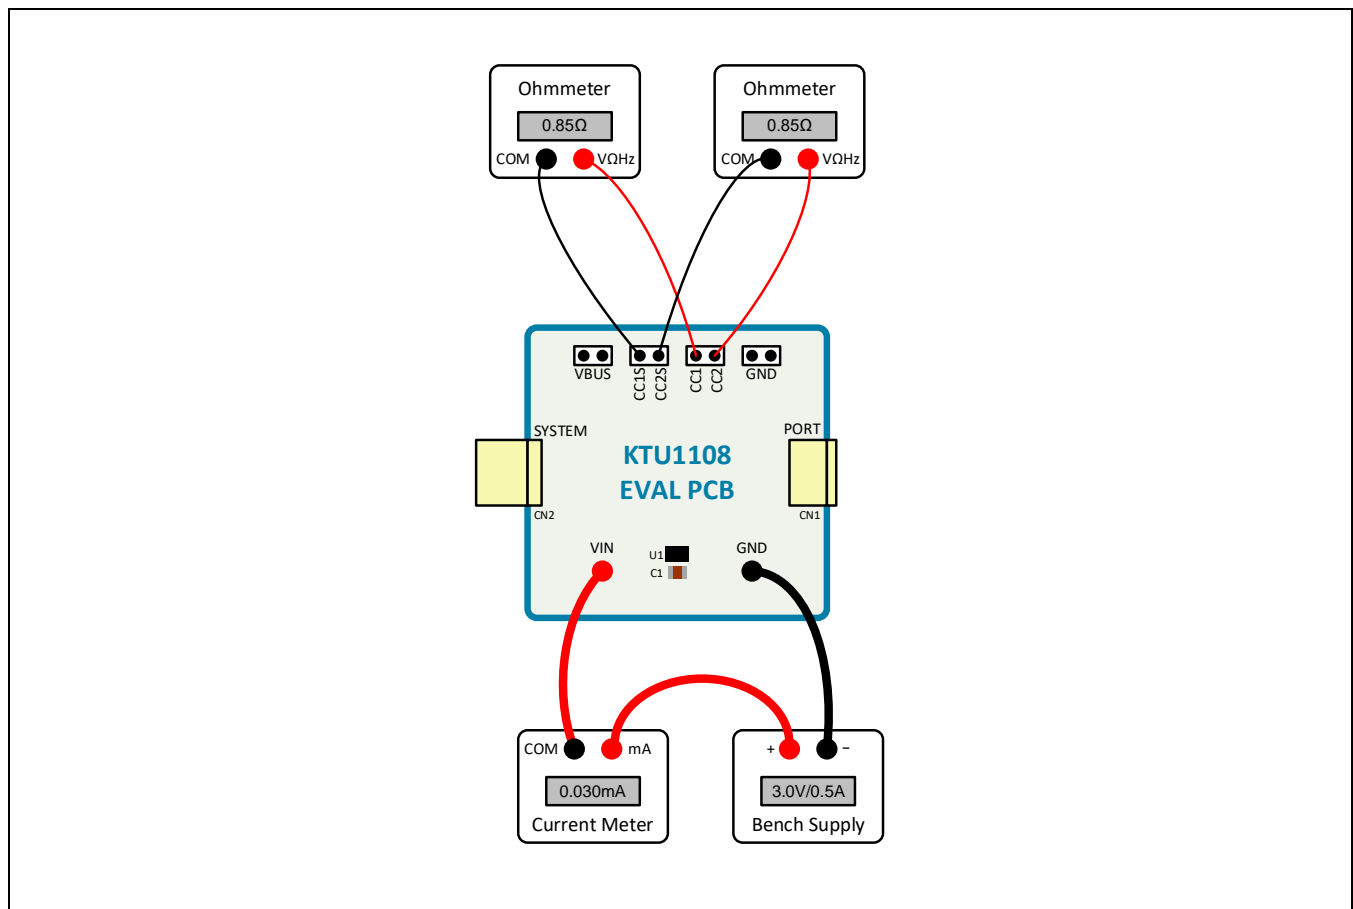 Ohmmeter
0.85Ω
COM VΩHz
Ohmmeter
0.85Ω
COM VΩHz
VBUS
CC1S
CC2S
CC1
CC2
GND
SYSTEM
PORT
KTU1108
EVAL PCB
CN2
CN1
VIN
U1
C1
GND
COM mA
0.030mA
Current Meter
+ −
3.0V/0.5A
Bench Supply